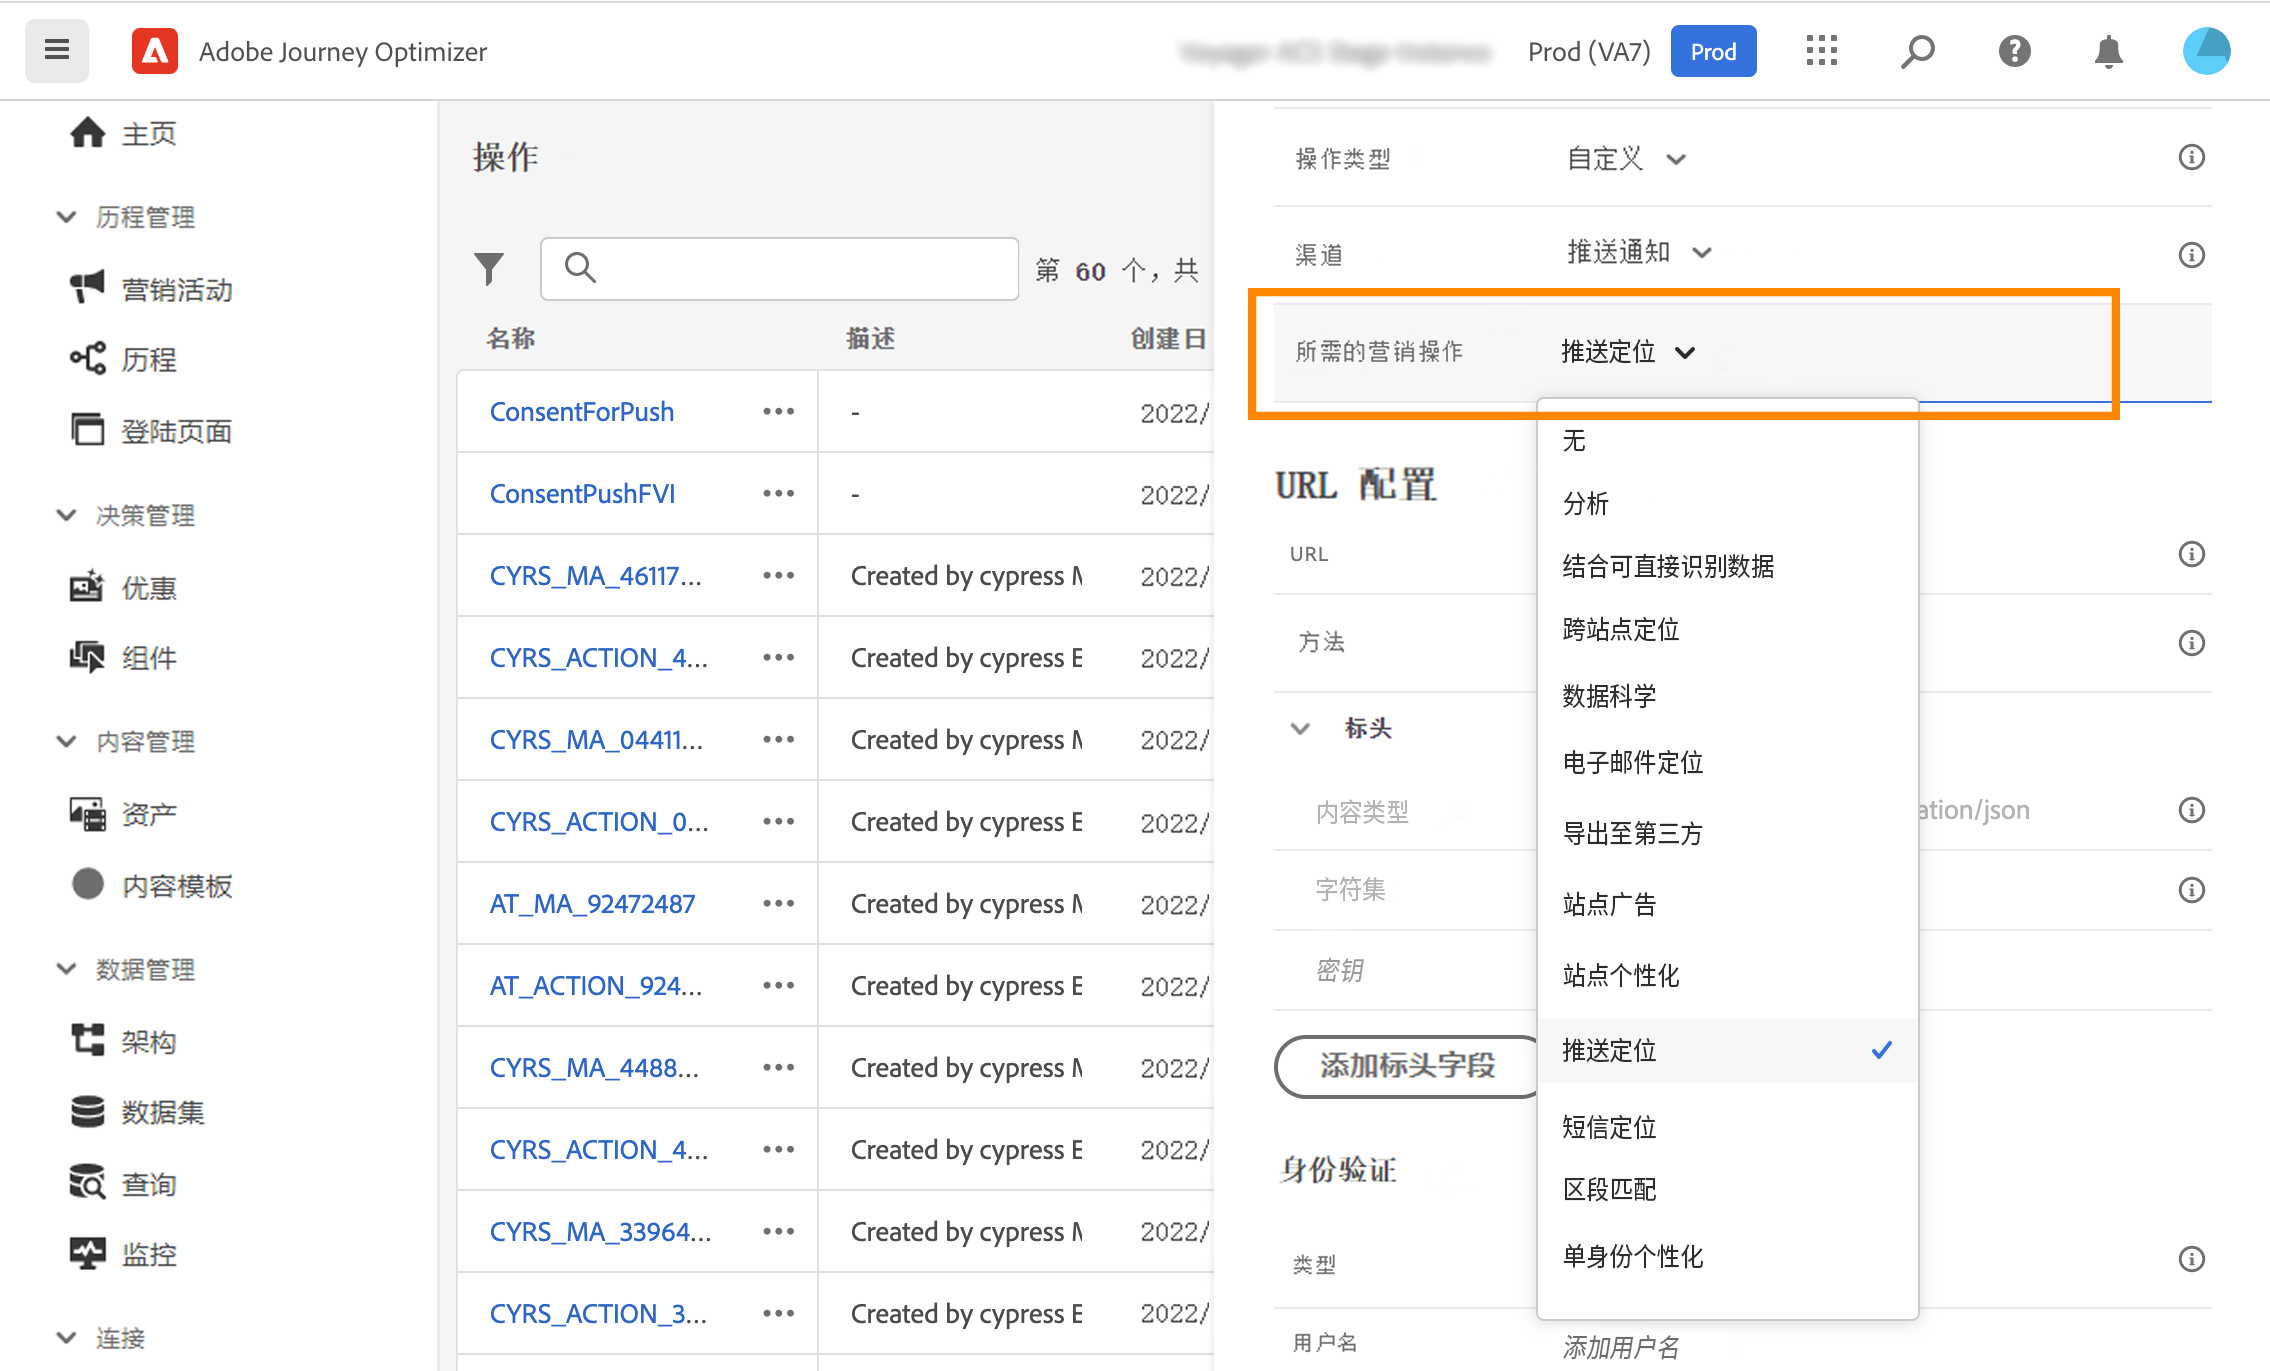 Adobe Journey Optimizer
Prod (VA7)
Prod
主页
历程管理
营销活动
历程
登陆页面
决策管理
优惠
组件
内容管理
资产
内容模板
数据管理
架构
数据集
查询
监控
连接
操作
第 60 个，共
名称 描述 创建日
ConsentForPush ••• - 2022/
ConsentPushFVI ••• - 2022/
CYRS_MA_46117... ••• Created by cypress M 2022/
CYRS_ACTION_4... ••• Created by cypress E 2022/
CYRS_MA_04411... ••• Created by cypress M 2022/
CYRS_ACTION_0... ••• Created by cypress E 2022/
AT_MA_92472487 ••• Created by cypress M 2022/
AT_ACTION_924... ••• Created by cypress E 2022/
CYRS_MA_4488... ••• Created by cypress M 2022/
CYRS_ACTION_4... ••• Created by cypress E 2022/
CYRS_MA_33964... ••• Created by cypress M 2022/
CYRS_ACTION_3... ••• Created by cypress E 2022/
操作类型 自定义
渠道 推送通知
所需的营销操作 推送定位
无
分析
结合可直接识别数据
跨站点定位
数据科学
电子邮件定位
导出至第三方
站点广告
站点个性化
推送定位
短信定位
区段匹配
单身份个性化
URL 配置
URL
方法
标头
内容类型 ation/json
字符集
密钥
添加标头字段
身份验证
类型
用户名 添加用户名